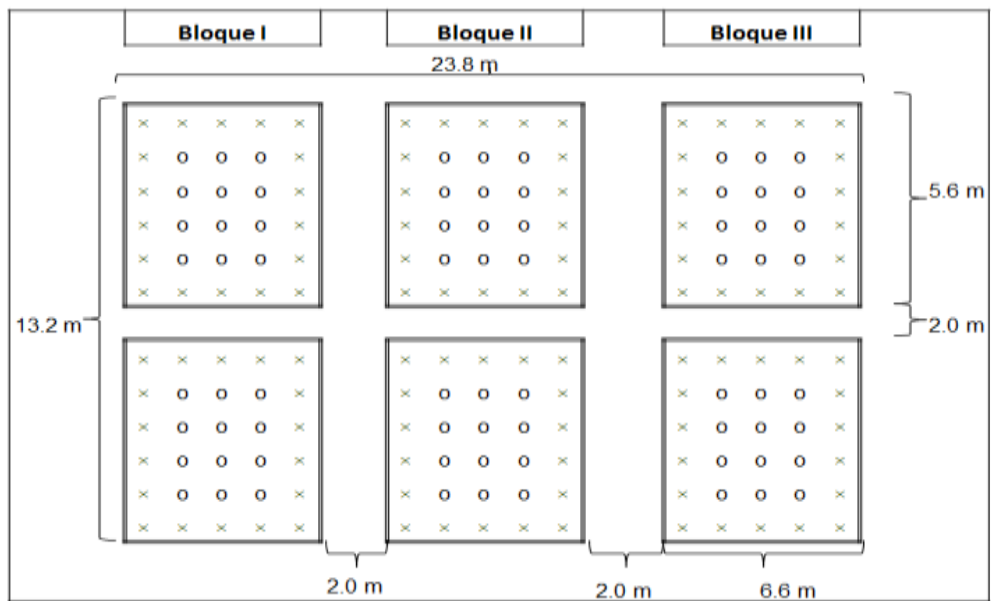 Bloque I Bloque II Bloque III
23.8 m
× × × × × × × × × × × × × × ×
× O O O × × O O O × × O O O ×
× O O O × × O O O × × O O O ×
× O O O × × O O O × × O O O ×
× O O O × × O O O × × O O O ×
× × × × × × × × × × × × × × ×
5.6 m
13.2 m
2.0 m
× × × × × × × × × × × × × × ×
× O O O × × O O O × × O O O ×
× O O O × × O O O × × O O O ×
× O O O × × O O O × × O O O ×
× O O O × × O O O × × O O O ×
× × × × × × × × × × × × × × ×
2.0 m 2.0 m 6.6 m